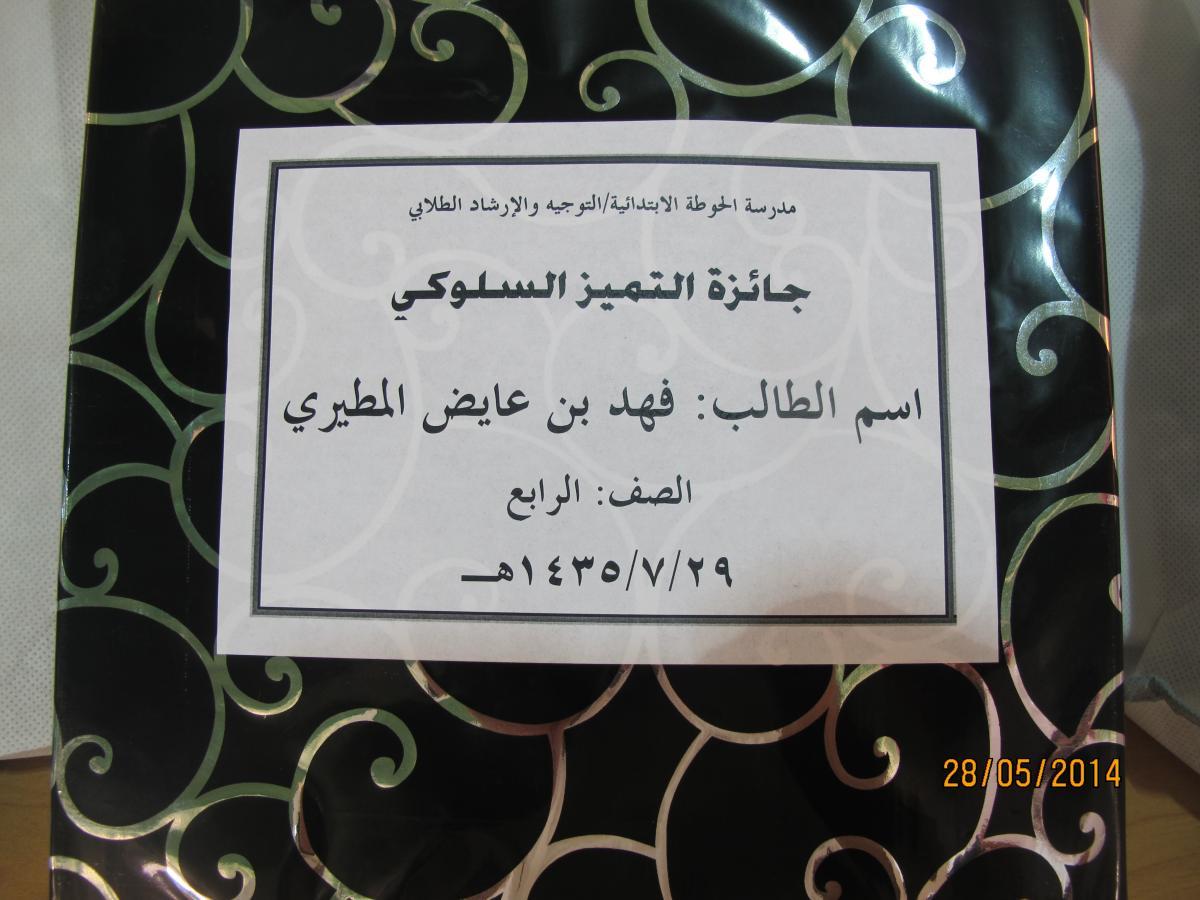 مدرسة الحوطة الابتدائية/التوجيه والإرشاد الطلابي
جائزة التميز السلوكي
اسم الطالب: فهد بن عايض المطيري
الصف: الرابع
١٤٣٥/٧/٢٩هـ
28/05/2014